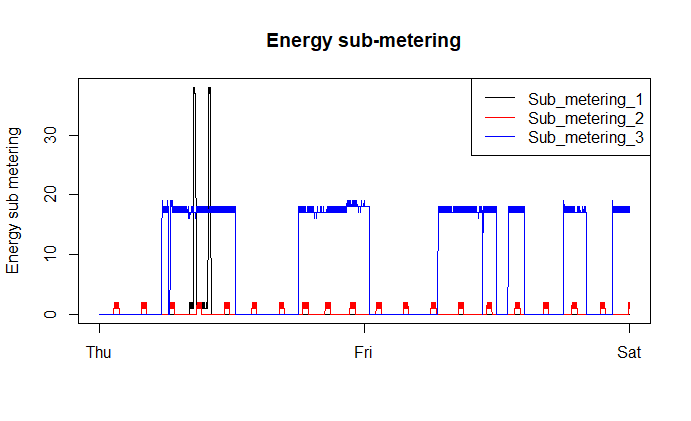 Energy sub-metering
Sub_metering_1
Sub_metering_2
Sub_metering_3
Energy sub metering
30
20
10
0
Thu
Fri
Sat